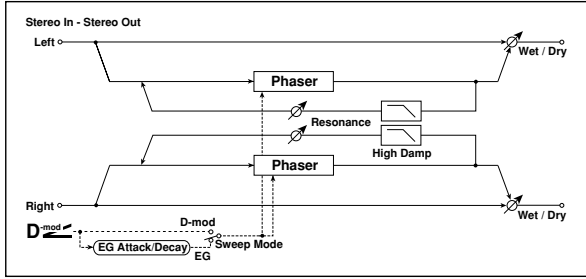 Stereo In - Stereo Out
Left
Wet / Dry
Phaser
Resonance
High Damp
Phaser
Right
Wet / Dry
D-mod
D-mod
EG Attack/Decay
EG
Sweep Mode